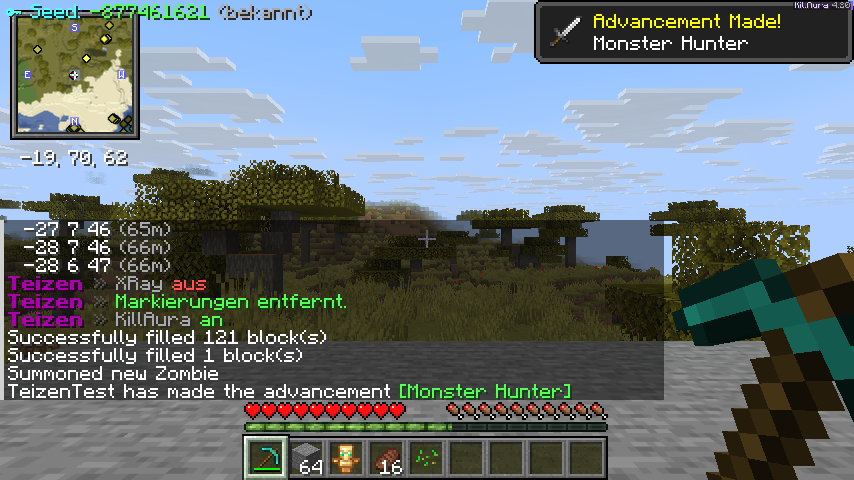 Seed: -877461621 (bekannt)
KillAura 4.20
Advancement Made!
Monster Hunter
S
E
W
N
-19, 70, 62
-27 7 46 (65m)
-28 7 46 (66m)
-28 6 47 (66m)
Teizen » XRay aus
Teizen » Markierungen entfernt.
Teizen » KillAura an
Successfully filled 121 block(s)
Successfully filled 1 block(s)
Summoned new Zombie
TeizenTest has made the advancement [Monster Hunter]
64
16